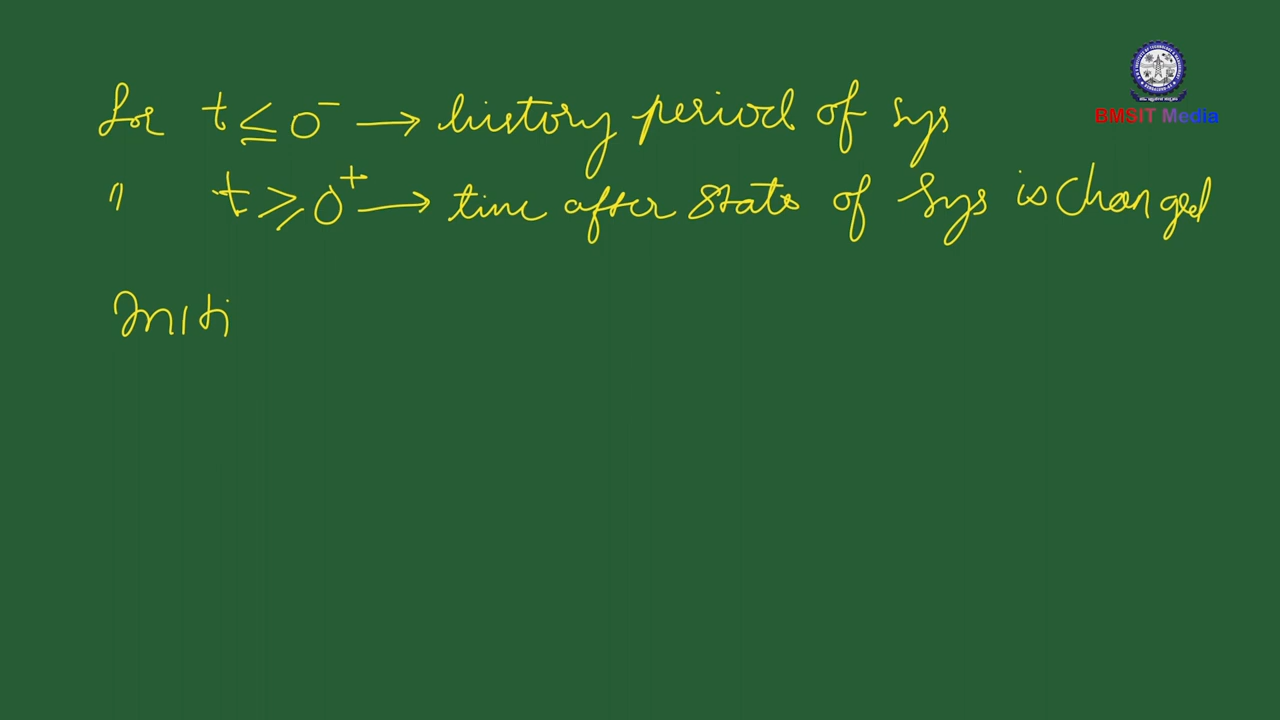 BMSIT Media
for t ≤ 0⁻ → history period of sys
" t ≥ 0⁺ → time after state of sys is changed
Initi